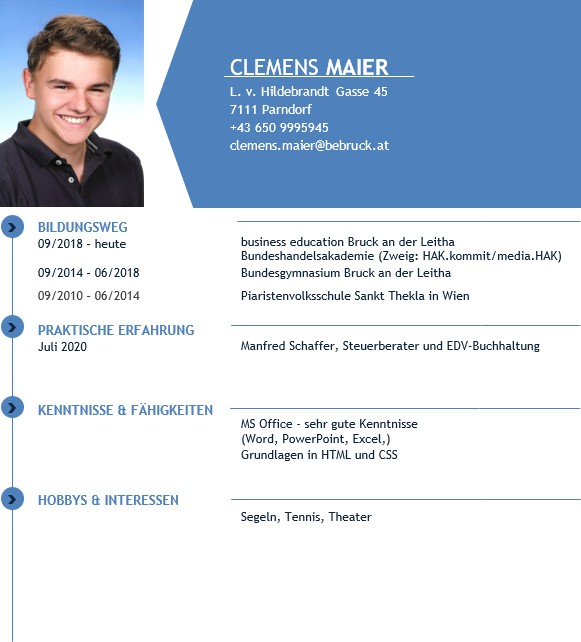 CLEMENS MAIER
L. v. Hildebrandt Gasse 45
7111 Parndorf
+43 650 9995945
clemens.maier@bebruck.at
BILDUNGSWEG
09/2018 – heute
business education Bruck an der Leitha
Bundeshandelsakademie (Zweig: HAK.kommit/media.HAK)
09/2014 – 06/2018
Bundesgymnasium Bruck an der Leitha
09/2010 – 06/2014
Piaristenvolksschule Sankt Thekla in Wien
PRAKTISCHE ERFAHRUNG
Juli 2020
Manfred Schaffer, Steuerberater und EDV-Buchhaltung
KENNTNISSE & FÄHIGKEITEN
MS Office - sehr gute Kenntnisse
(Word, PowerPoint, Excel,)
Grundlagen in HTML und CSS
HOBBYS & INTERESSEN
Segeln, Tennis, Theater